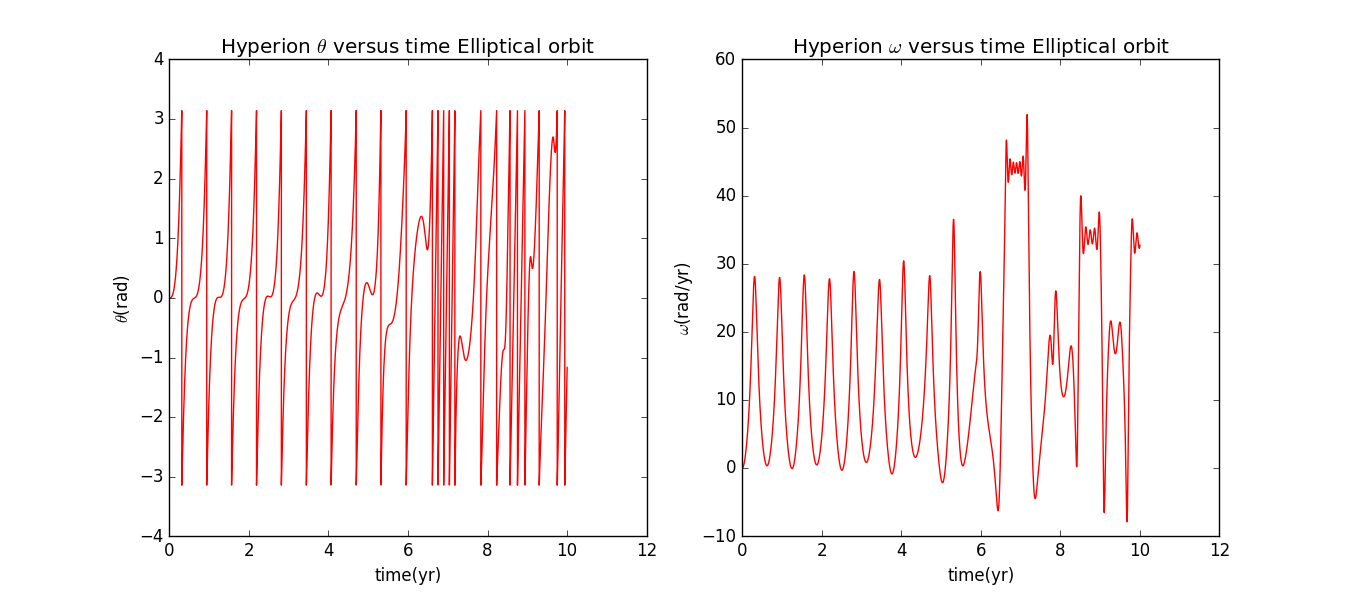 Hyperion θ versus time Elliptical orbit
4
3
2
1
0
−1
−2
−3
−4
θ(rad)
0 2 4 6 8 10 12
time(yr)
Hyperion ω versus time Elliptical orbit
60
50
40
30
20
10
0
−10
ω(rad/yr)
0 2 4 6 8 10 12
time(yr)